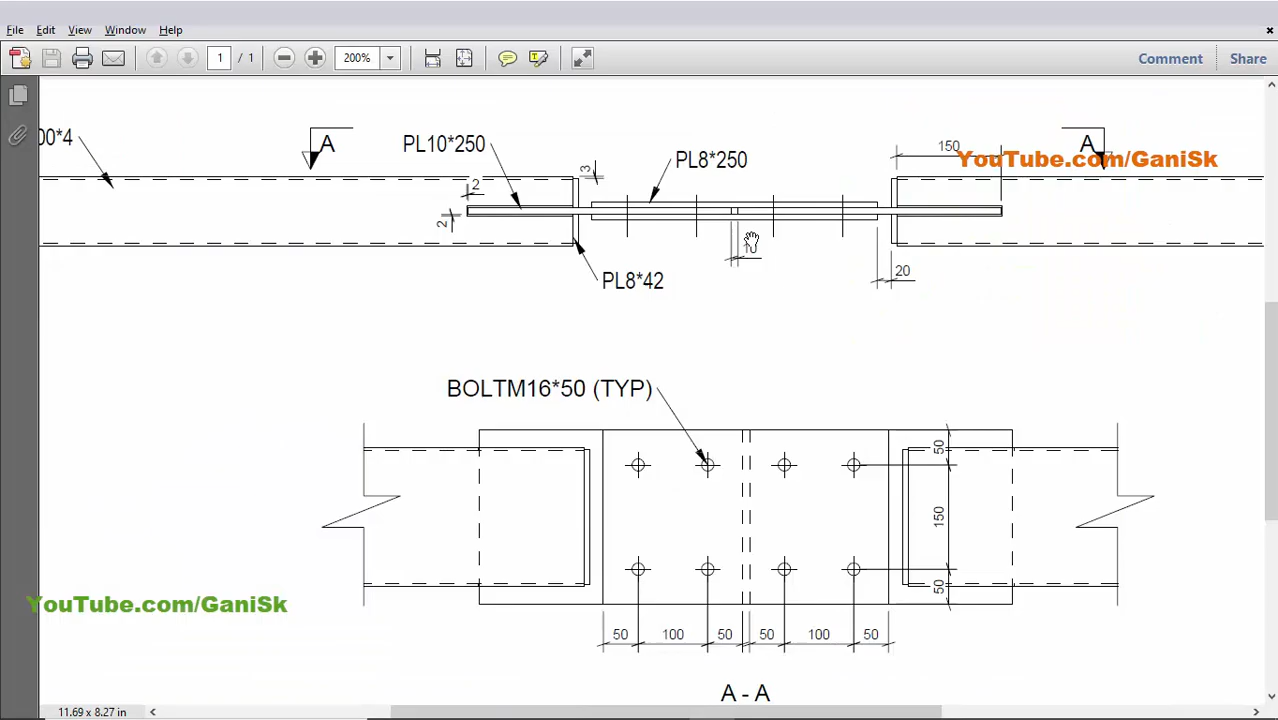 File Edit View Window Help
1 / 1 200% Comment Share
00*4
A
PL10*250
PL8*250
150
A
YouTube.com/GaniSk
3
2
2
20
PL8*42
BOLTM16*50 (TYP)
50
150
50
YouTube.com/GaniSk
50 100 50 50 100 50
A - A
11.69 x 8.27 in